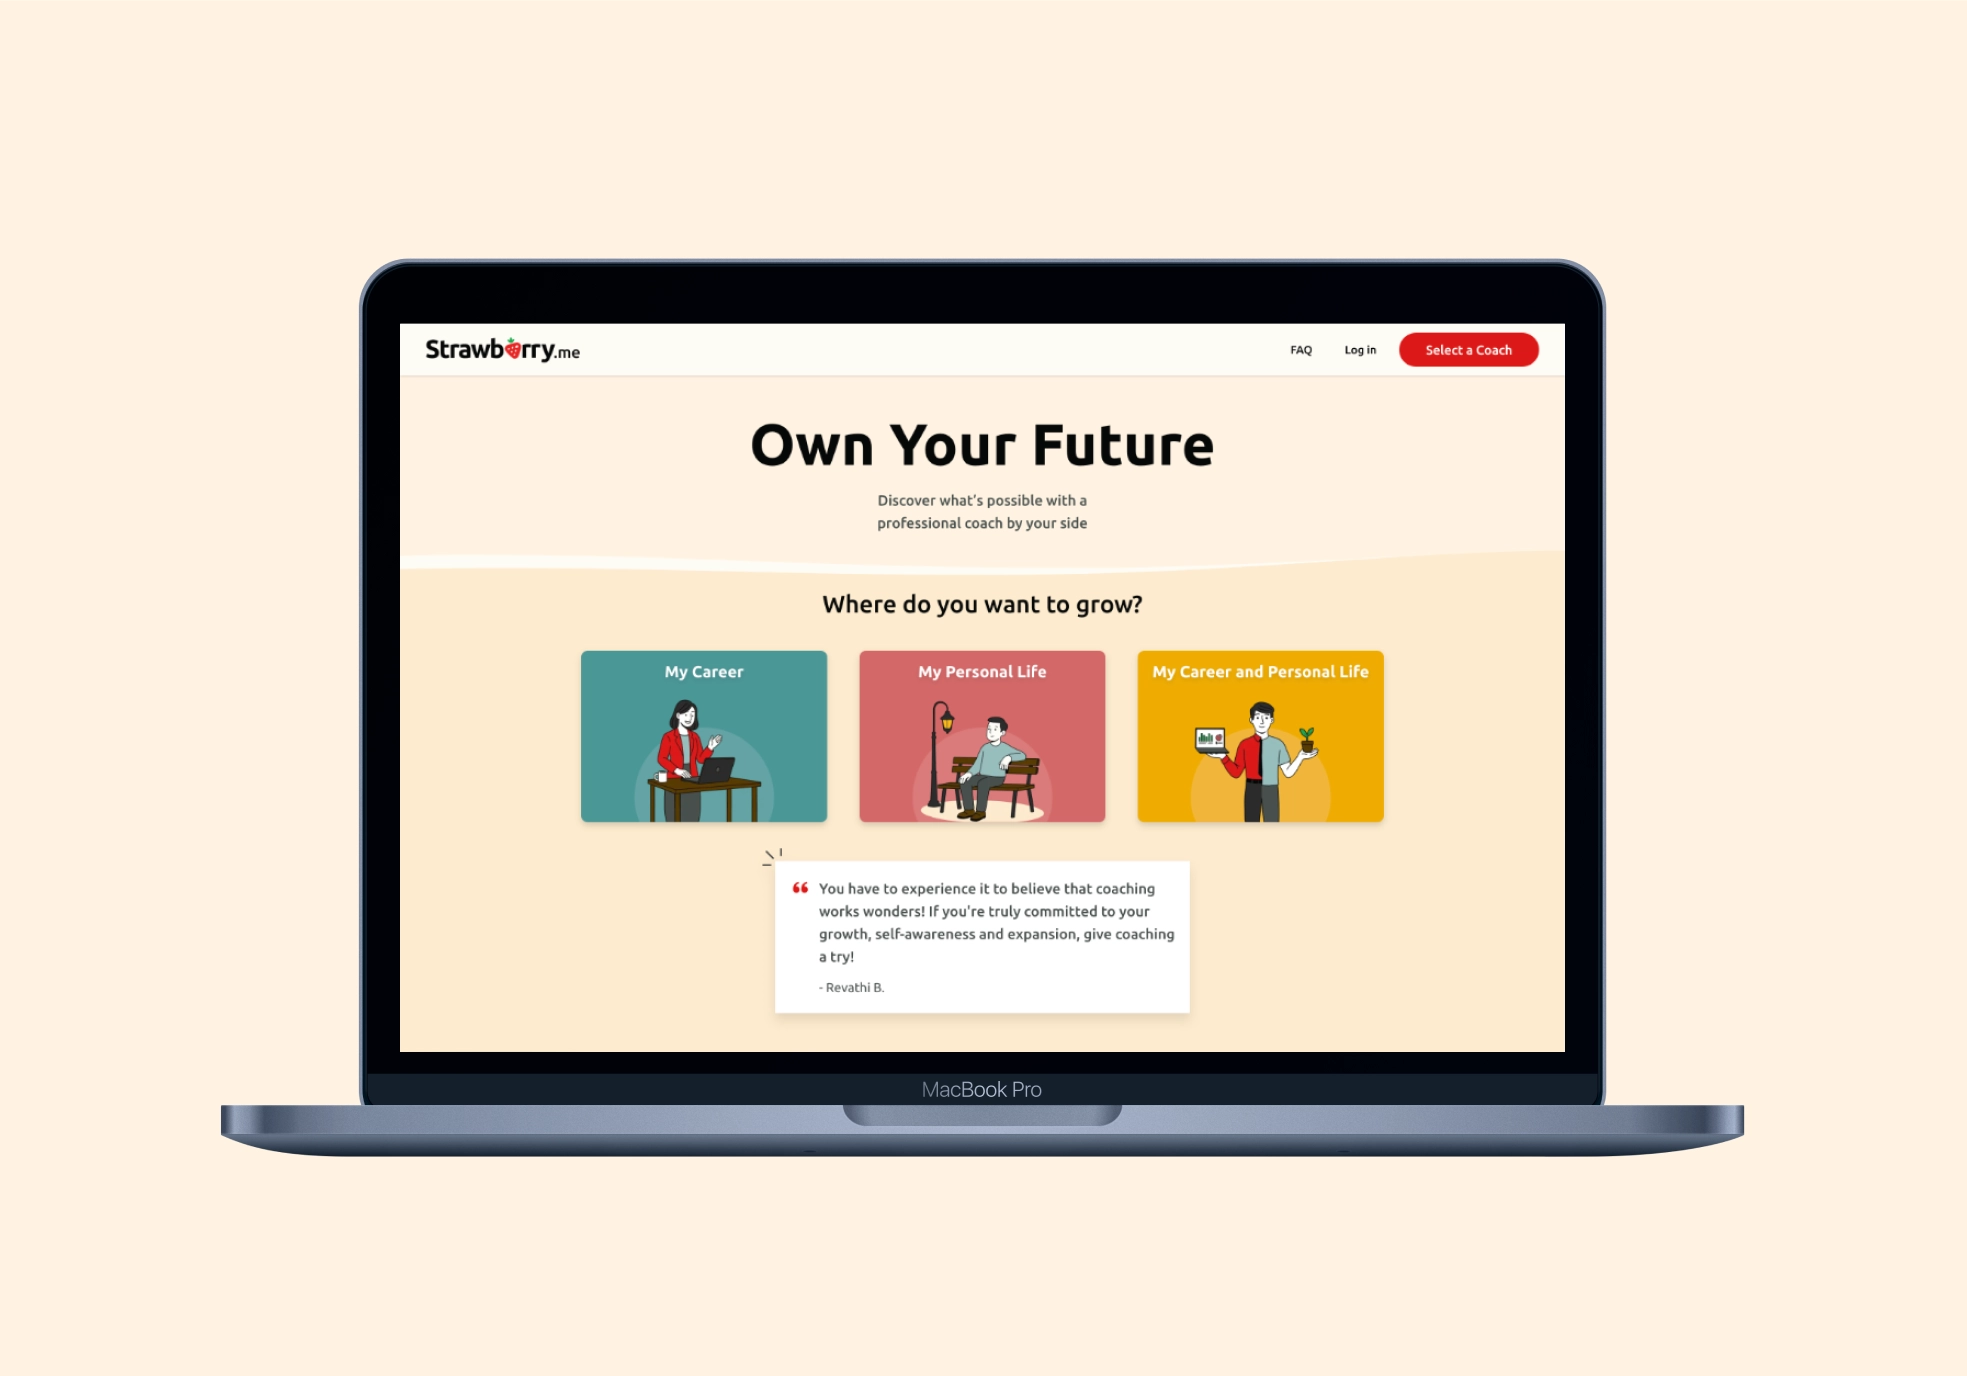 Strawberry.me
FAQ
Log in
Select a Coach
Own Your Future
Discover what's possible with a
professional coach by your side
Where do you want to grow?
My Career
My Personal Life
My Career and Personal Life
“ You have to experience it to believe that coaching
works wonders! If you're truly committed to your
growth, self-awareness and expansion, give coaching
a try!
- Revathi B.
MacBook Pro